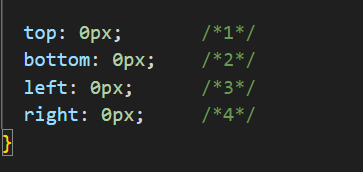 top: 0px; /*1*/
bottom: 0px; /*2*/
left: 0px; /*3*/
right: 0px; /*4*/
}